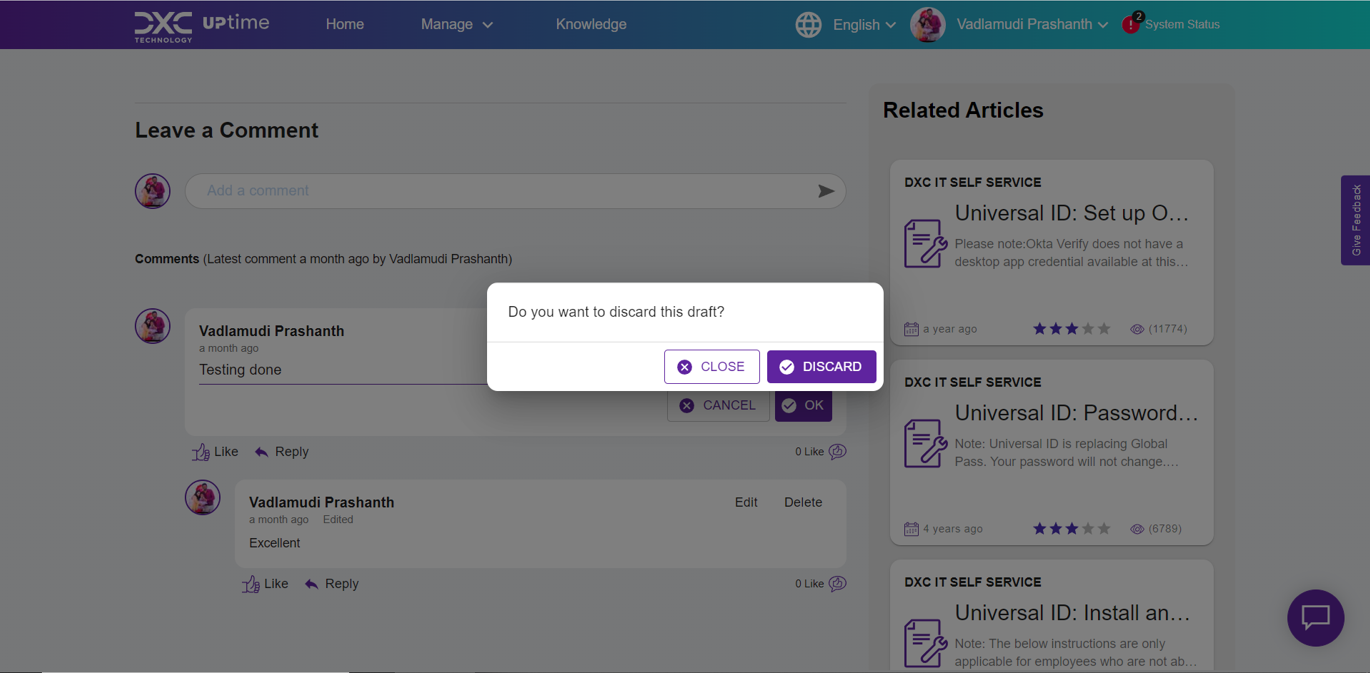 DXC
TECHNOLOGY
UPtime
Home
Manage
Knowledge
English
Vadlamudi Prashanth
2
System Status
Leave a Comment
Add a comment
Comments (Latest comment a month ago by Vadlamudi Prashanth)
Vadlamudi Prashanth
a month ago
Testing done
Do you want to discard this draft?
CLOSE
DISCARD
CANCEL
OK
Like
Reply
0 Like
Vadlamudi Prashanth
Edit
Delete
a month ago Edited
Excellent
Like
Reply
0 Like
Related Articles
DXC IT SELF SERVICE
Universal ID: Set up O...
Please note:Okta Verify does not have a
desktop app credential available at this...
a year ago
(11774)
DXC IT SELF SERVICE
Universal ID: Password...
Note: Universal ID is replacing Global
Pass. Your password will not change....
4 years ago
(6789)
DXC IT SELF SERVICE
Universal ID: Install an...
Note: The below instructions are only
applicable for employees who are not ab...
Give Feedback